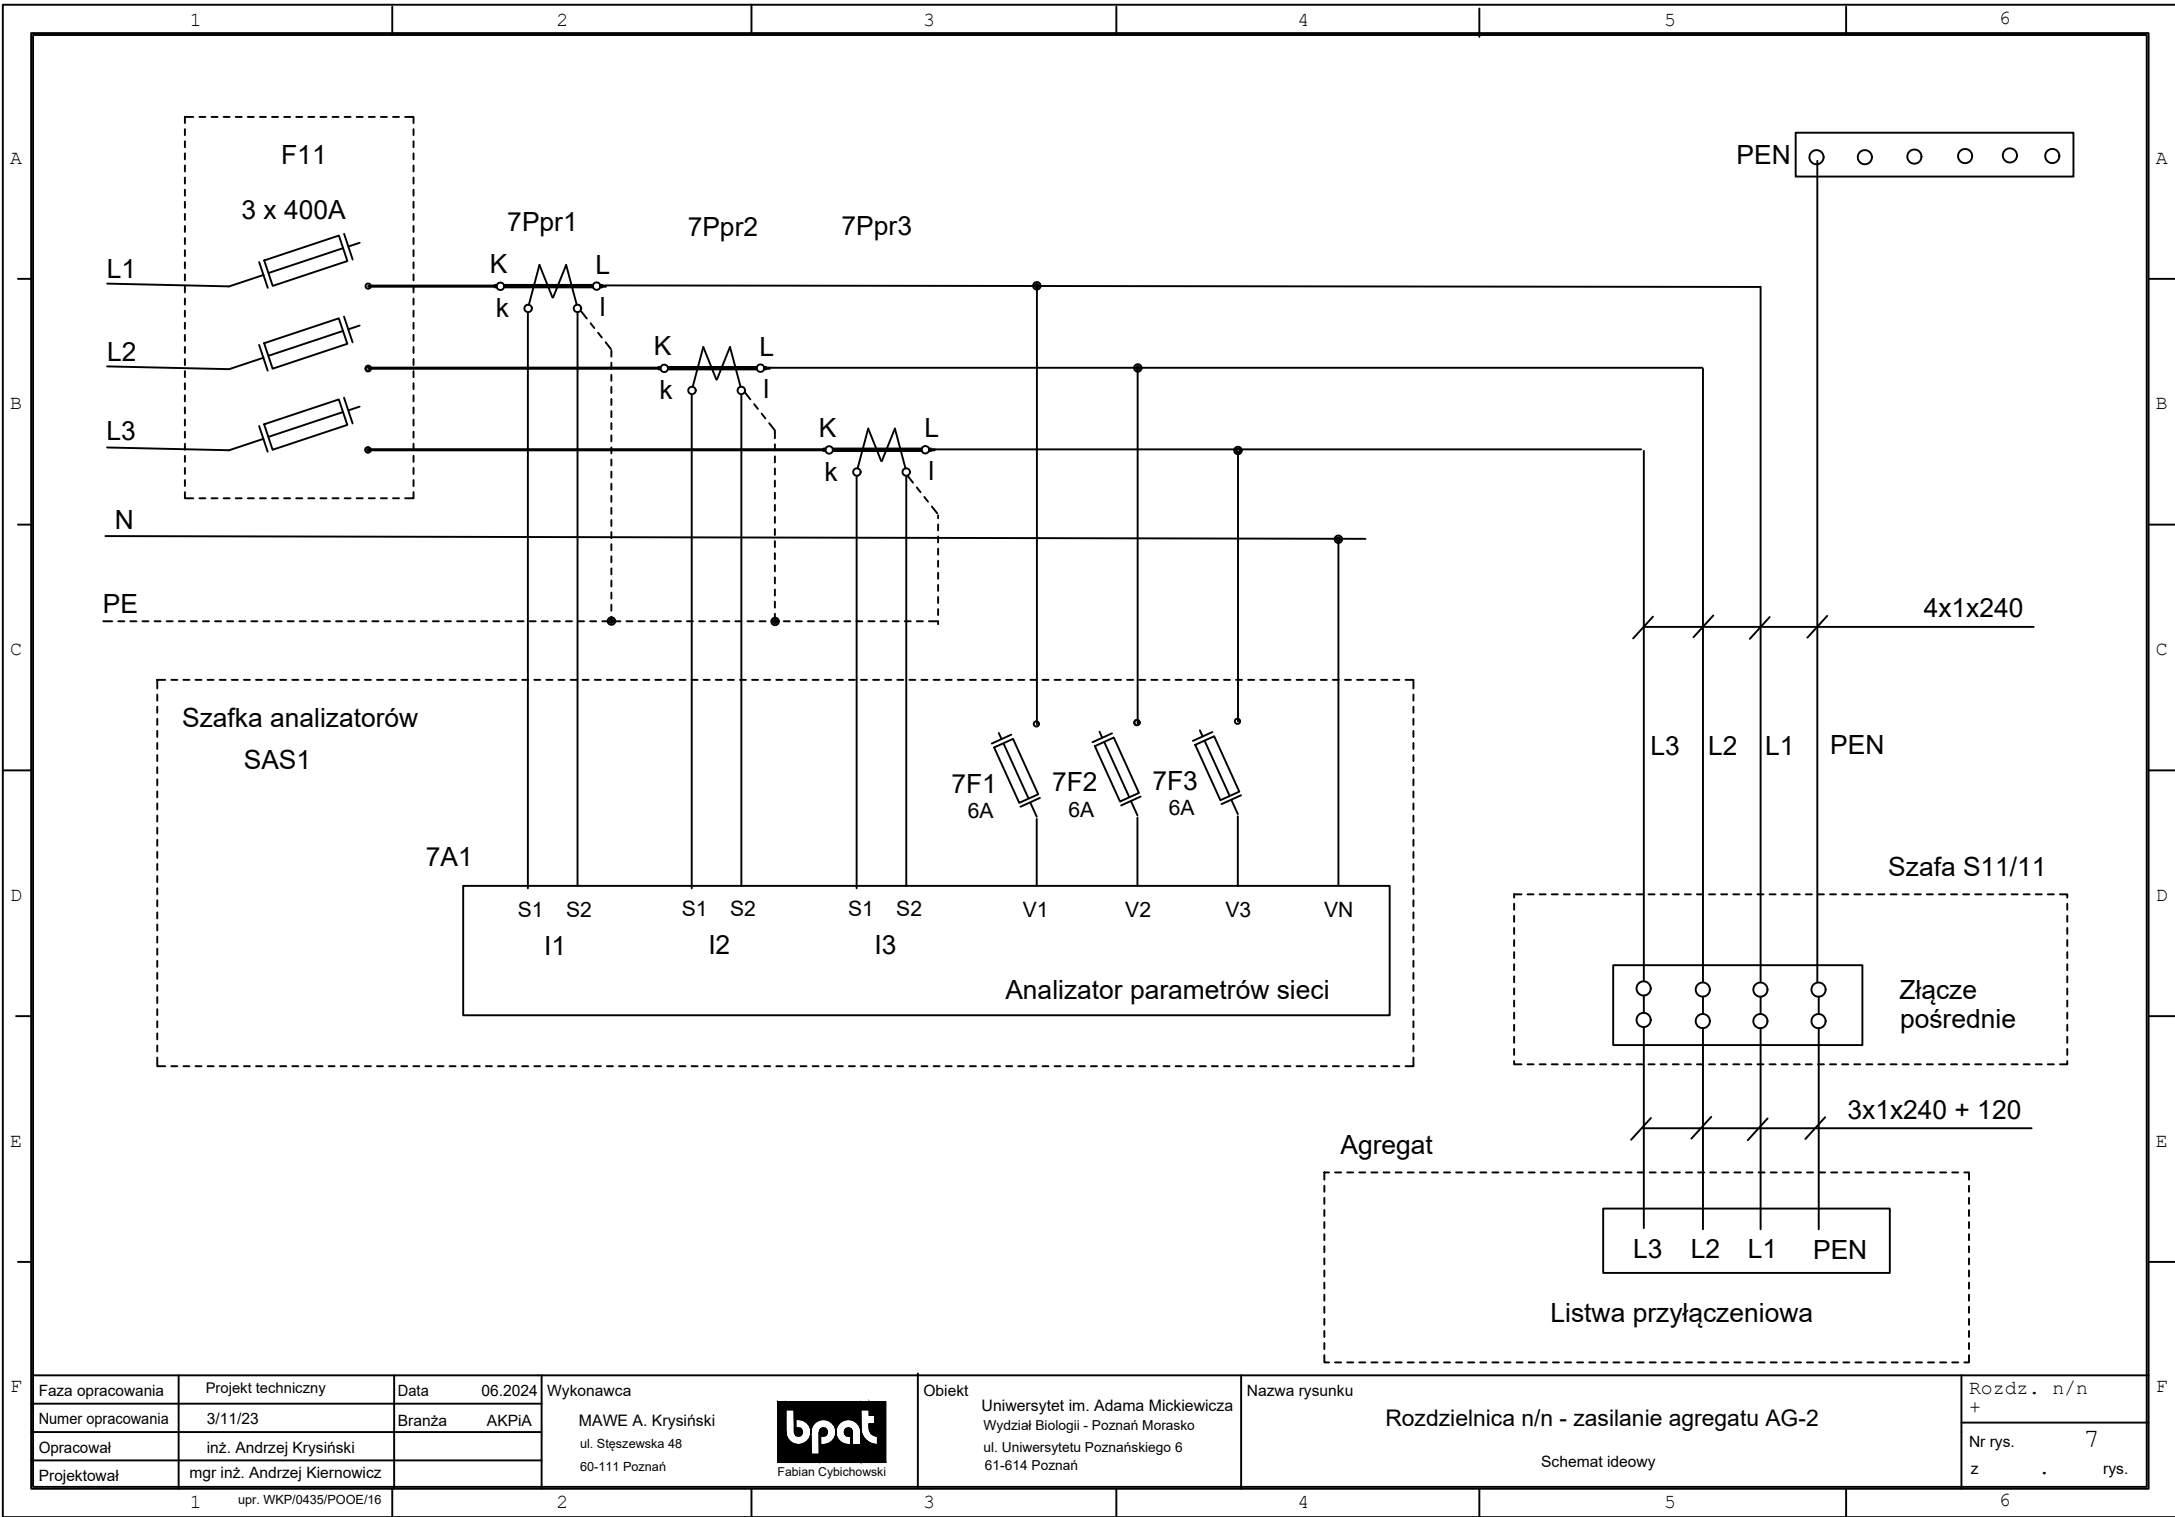 1 2 3 4 5 6
A A
B B
C C
D D
E E
F F
F11
3 x 400A
7Ppr1 7Ppr2 7Ppr3
PEN
L1
K L
k l
L2
K L
k l
L3
K L
k l
N
PE
4x1x240
Szafka analizatorów
SAS1
L3 L2 L1 PEN
7F1 7F2 7F3
6A 6A 6A
7A1
Szafa S11/11
S1 S2 S1 S2 S1 S2 V1 V2 V3 VN
I1 I2 I3
Analizator parametrów sieci
Złącze
pośrednie
3x1x240 + 120
Agregat
L3 L2 L1 PEN
Listwa przyłączeniowa
Faza opracowania Projekt techniczny
Numer opracowania 3/11/23
Opracował inż. Andrzej Krysiński
Projektował mgr inż. Andrzej Kiernowicz
upr. WKP/0435/POOE/16
Data 06.2024
Branża AKPiA
Wykonawca
MAWE A. Krysiński
ul. Stęszewska 48
60-111 Poznań
bpat
Fabian Cybichowski
Obiekt
Uniwersytet im. Adama Mickiewicza
Wydział Biologii - Poznań Morasko
ul. Uniwersytetu Poznańskiego 6
61-614 Poznań
Nazwa rysunku
Rozdzielnica n/n - zasilanie agregatu AG-2
Schemat ideowy
Rozdz. n/n
+
Nr rys. 7
z . rys.
1 2 3 4 5 6